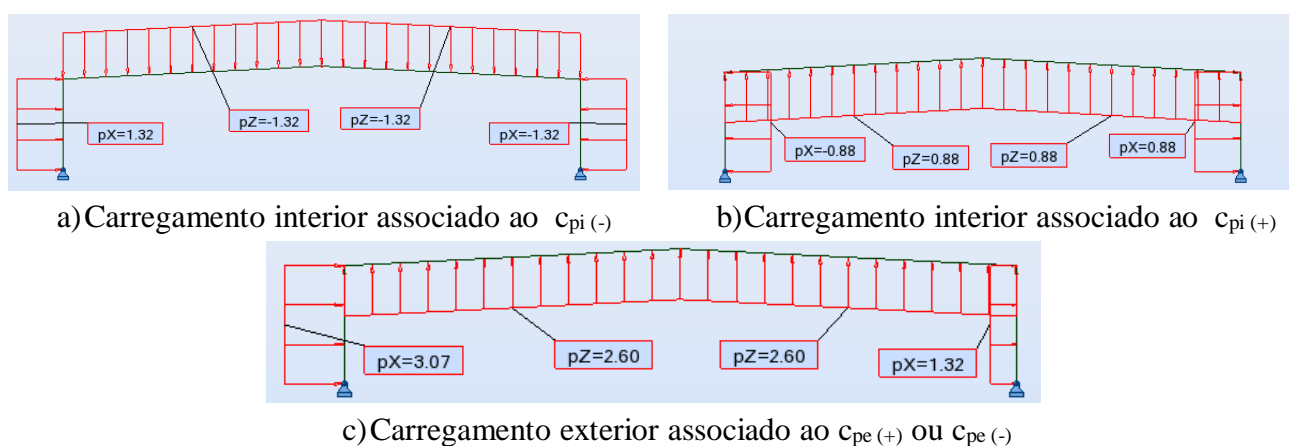 pX=1.32
pZ=-1.32
pZ=-1.32
pX=-1.32
pX=-0.88
pZ=0.88
pZ=0.88
pX=0.88
a)Carregamento interior associado ao cpi (-)
b)Carregamento interior associado ao cpi (+)
pX=3.07
pZ=2.60
pZ=2.60
pX=1.32
c)Carregamento exterior associado ao cpe (+) ou cpe (-)